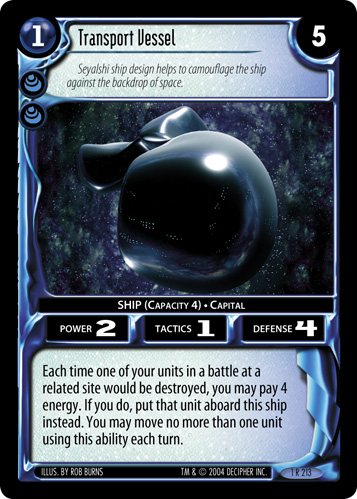 1 Transport Vessel 5
Seyalshi ship design helps to camouflage the ship
against the backdrop of space.
SHIP (CAPACITY 4) • CAPITAL
POWER 2 TACTICS 1 DEFENSE 4
Each time one of your units in a battle at a
related site would be destroyed, you may pay 4
energy. If you do, put that unit aboard this ship
instead. You may move no more than one unit
using this ability each turn.
ILLUS. BY ROB BURNS TM & © 2004 DECIPHER INC. 1 R 213